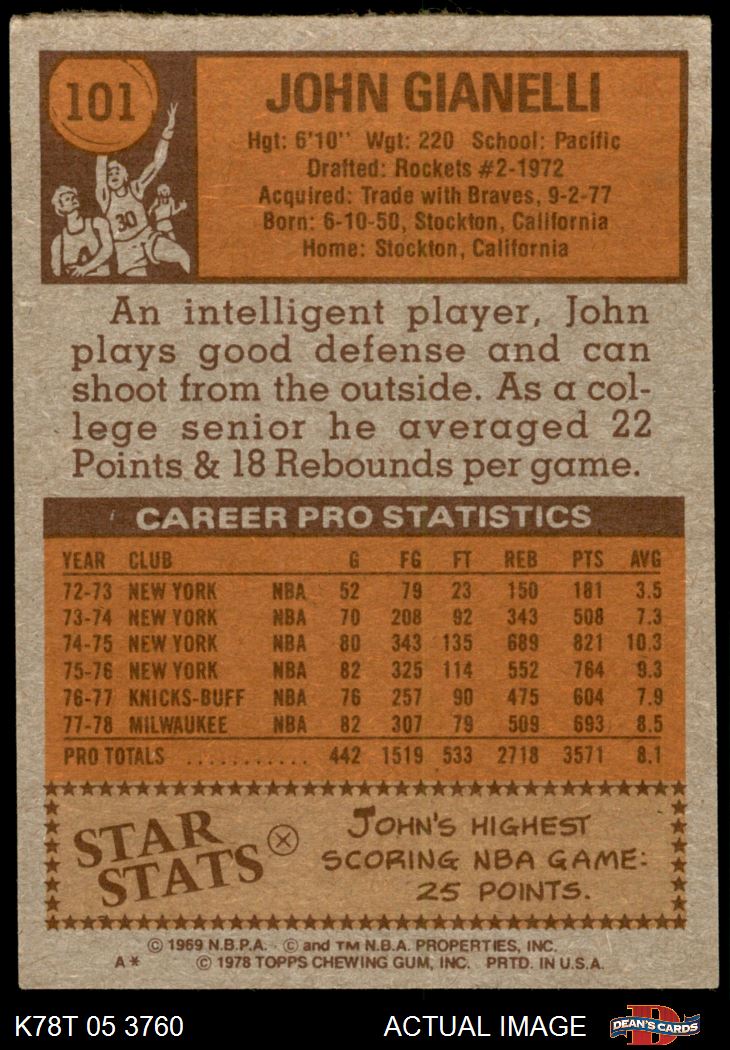 101
JOHN GIANELLI
Hgt: 6'10" Wgt: 220 School: Pacific
Drafted: Rockets #2-1972
Acquired: Trade with Braves, 9-2-77
Born: 6-10-50, Stockton, California
Home: Stockton, California
30
An intelligent player, John
plays good defense and can
shoot from the outside. As a col-
lege senior he averaged 22
Points & 18 Rebounds per game.
CAREER PRO STATISTICS
YEAR CLUB G FG FT REB PTS AVG
72-73 NEW YORK NBA 52 79 23 150 181 3.5
73-74 NEW YORK NBA 70 208 92 343 508 7.3
74-75 NEW YORK NBA 80 343 135 689 821 10.3
75-76 NEW YORK NBA 82 325 114 552 764 9.3
76-77 KNICKS-BUFF NBA 76 257 90 475 604 7.9
77-78 MILWAUKEE NBA 82 307 79 509 693 8.5
PRO TOTALS ........... 442 1519 533 2718 3571 8.1
STAR
STATS
JOHN'S HIGHEST
SCORING NBA GAME:
25 POINTS.
© 1969 N.B.P.A. © and TM N.B.A. PROPERTIES, INC.
A* © 1978 TOPPS CHEWING GUM, INC. PRTD. IN U.S.A.
K78T 05 3760 ACTUAL IMAGE D DEAN'S CARDS